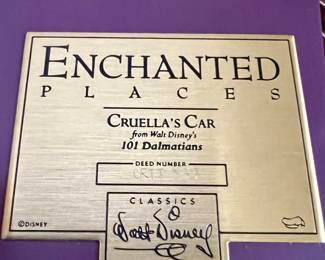 ENCHANTED
PLACES
CRUELLA'S CAR
from Walt Disney's
101 Dalmatians
DEED NUMBER
CLASSICS
Walt Disney
©DISNEY